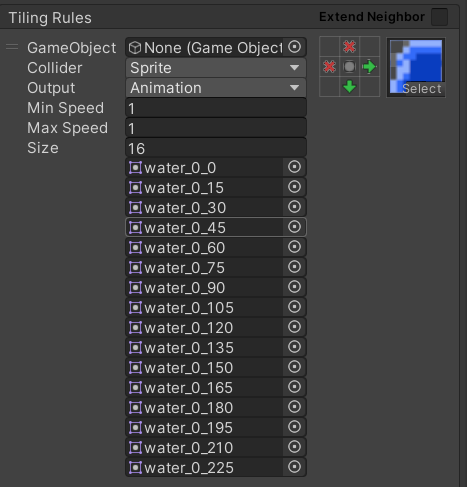 Tiling Rules Extend Neighbor
GameObject None (Game Object
Collider Sprite
Output Animation
Min Speed 1
Max Speed 1
Size 16
Select
water_0_0
water_0_15
water_0_30
water_0_45
water_0_60
water_0_75
water_0_90
water_0_105
water_0_120
water_0_135
water_0_150
water_0_165
water_0_180
water_0_195
water_0_210
water_0_225